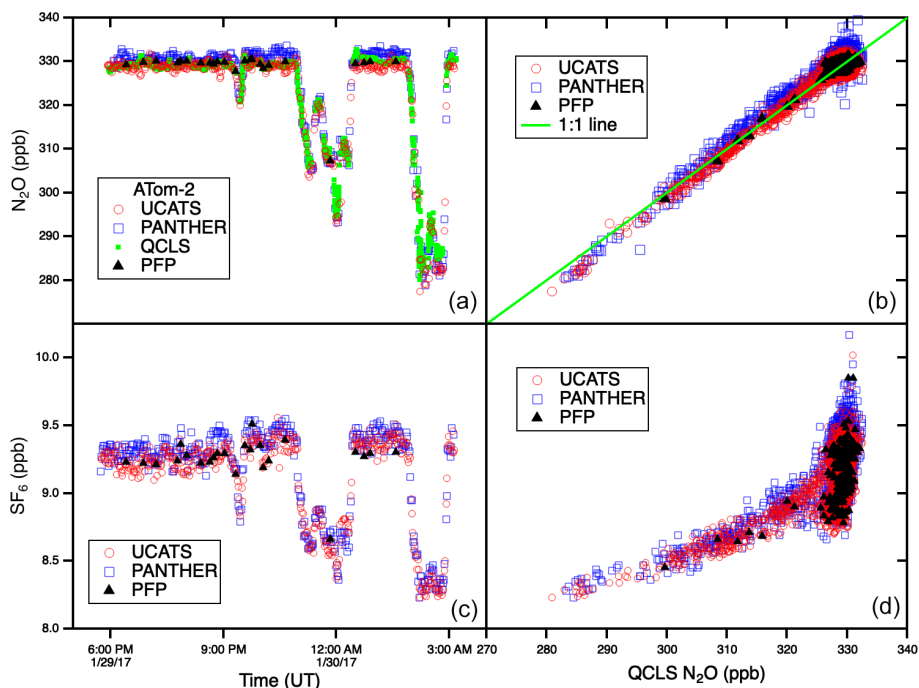 340
330
320
310
300
290
280
N2O (ppb)
ATom-2
UCATS
PANTHER
QCLS
PFP
(a)
UCATS
PANTHER
PFP
1:1 line
(b)
10.0
9.5
9.0
8.5
8.0
SF6 (ppb)
UCATS
PANTHER
PFP
(c)
UCATS
PANTHER
PFP
(d)
6:00 PM 9:00 PM 12:00 AM 3:00 AM
1/29/17 1/30/17
Time (UT)
270 280 290 300 310 320 330 340
QCLS N2O (ppb)